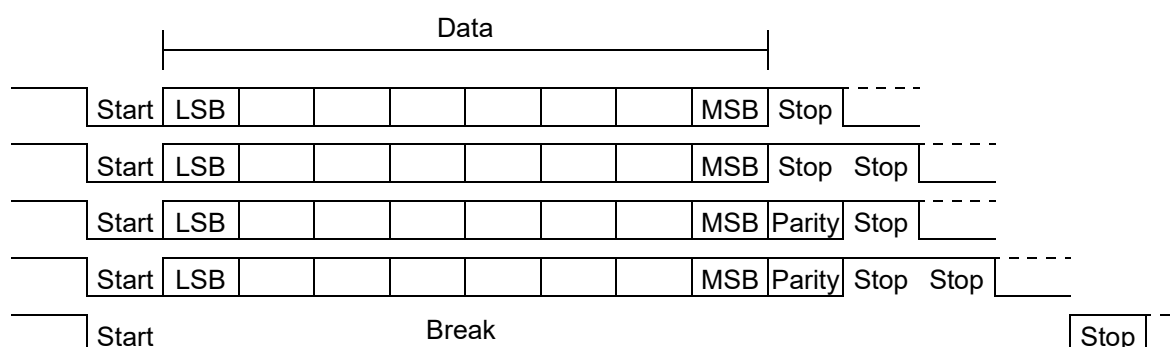 Data
Start LSB MSB Stop
Start LSB MSB Stop Stop
Start LSB MSB Parity Stop
Start LSB MSB Parity Stop Stop
Start Break Stop